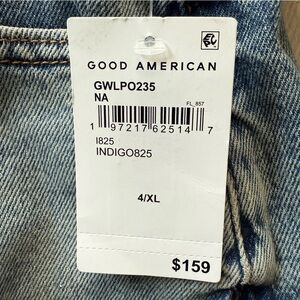 GOOD AMERICAN
GWLPO235
NA
FL_857
1 97217 62514 7
I825
INDIGO825
4/XL
$159